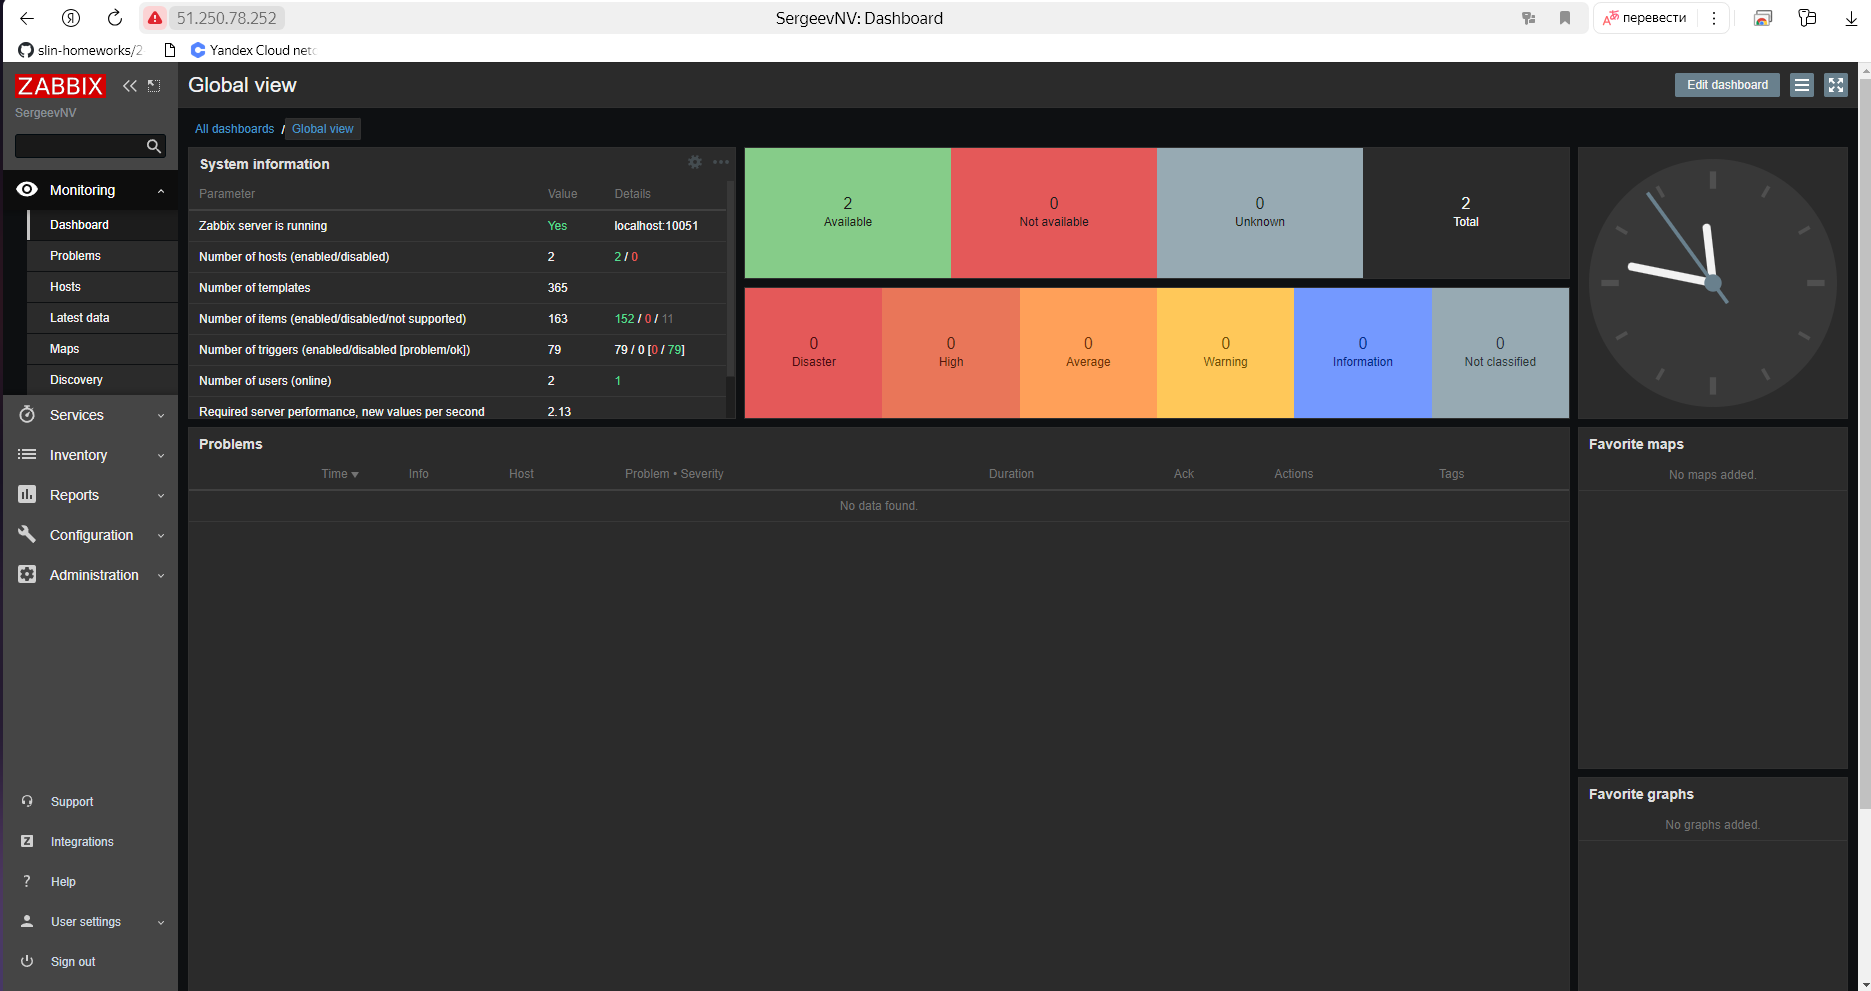 51.250.78.252
SergeevNV: Dashboard
перевести
slin-homeworks/2
Yandex Cloud netc
ZABBIX
SergeevNV
Monitoring
Dashboard
Problems
Hosts
Latest data
Maps
Discovery
Services
Inventory
Reports
Configuration
Administration
Support
Integrations
Help
User settings
Sign out
Global view
Edit dashboard
All dashboards / Global view
System information
Parameter Value Details
Zabbix server is running Yes localhost:10051
Number of hosts (enabled/disabled) 2 2 / 0
Number of templates 365
Number of items (enabled/disabled/not supported) 163 152 / 0 / 11
Number of triggers (enabled/disabled [problem/ok]) 79 79 / 0 [0 / 79]
Number of users (online) 2 1
Required server performance, new values per second 2.13
2 0 0 2
Available Not available Unknown Total
0 0 0 0 0 0
Disaster High Average Warning Information Not classified
Problems
Time Info Host Problem • Severity Duration Ack Actions Tags
No data found.
Favorite maps
No maps added.
Favorite graphs
No graphs added.